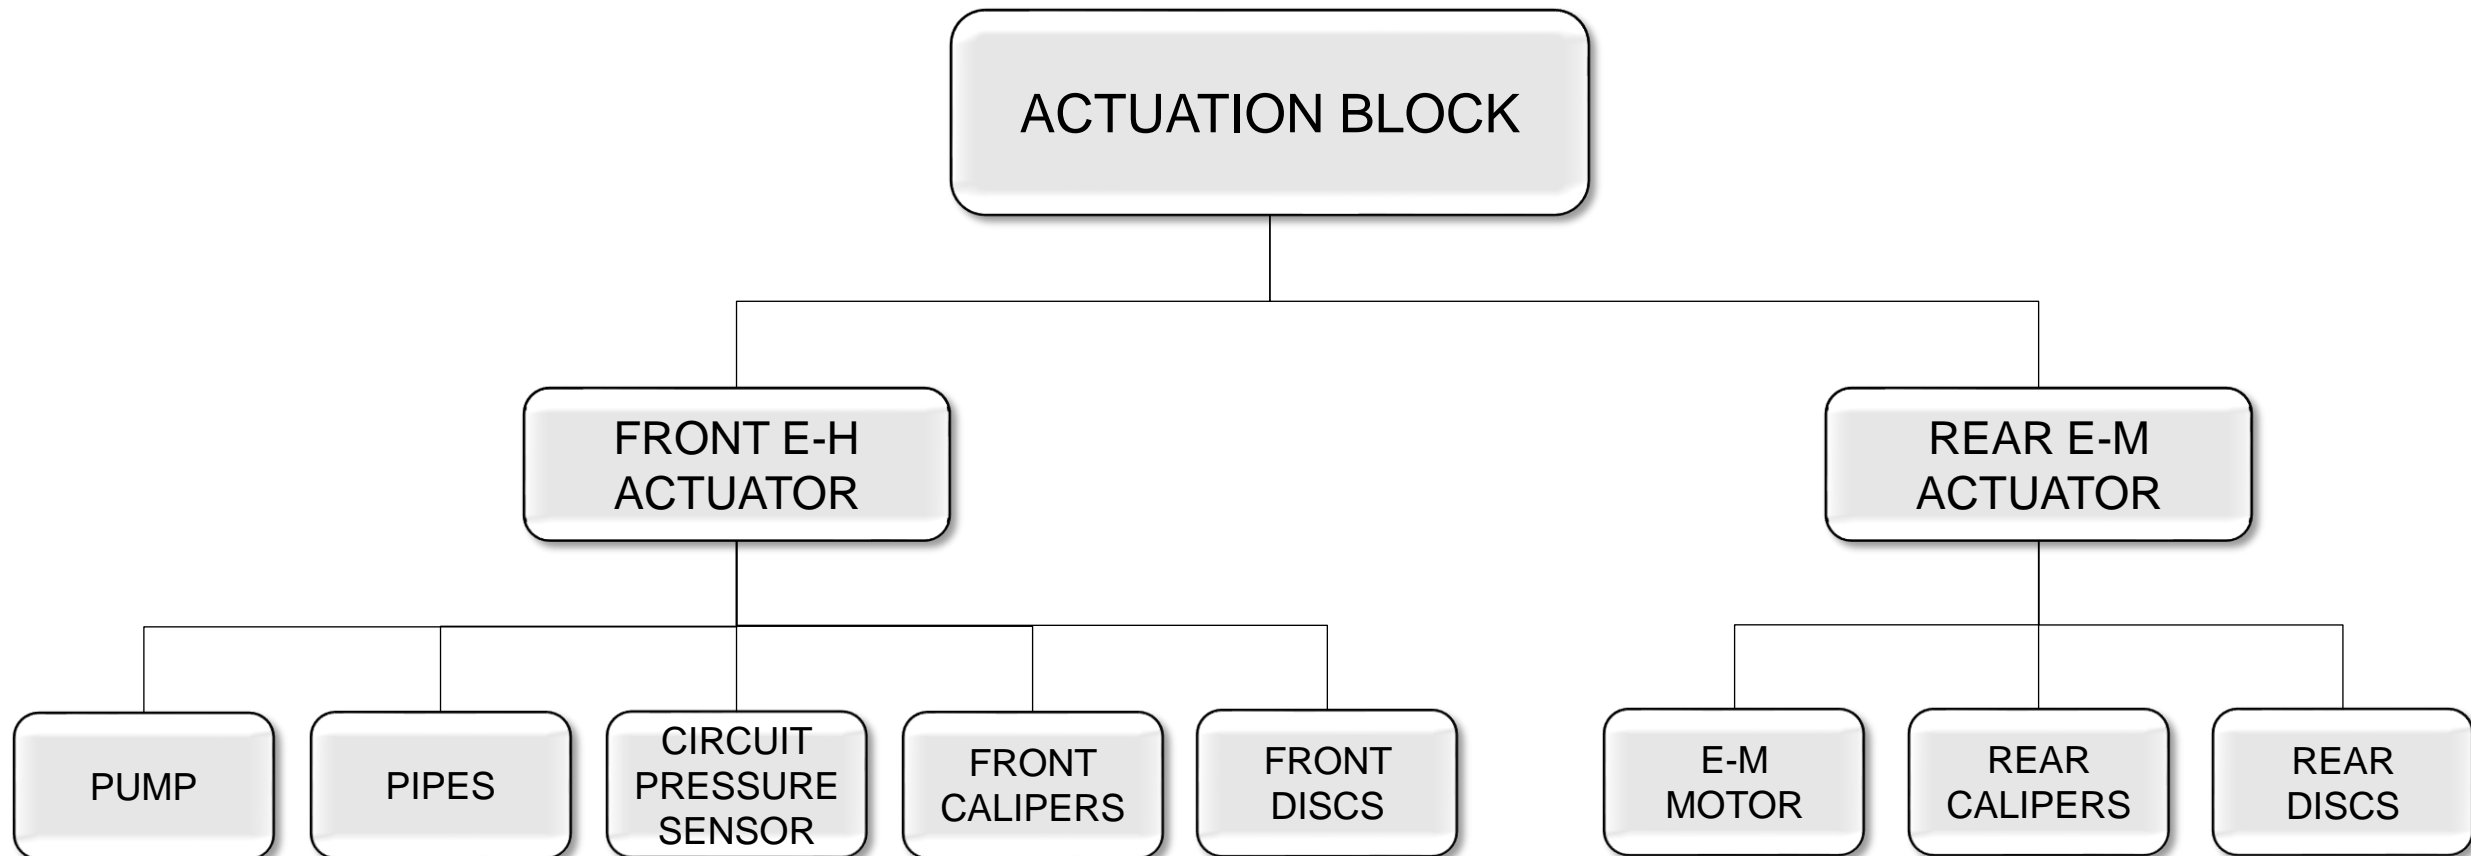 ACTUATION BLOCK
FRONT E-H
ACTUATOR
REAR E-M
ACTUATOR
PUMP
PIPES
CIRCUIT
PRESSURE
SENSOR
FRONT
CALIPERS
FRONT
DISCS
E-M
MOTOR
REAR
CALIPERS
REAR
DISCS